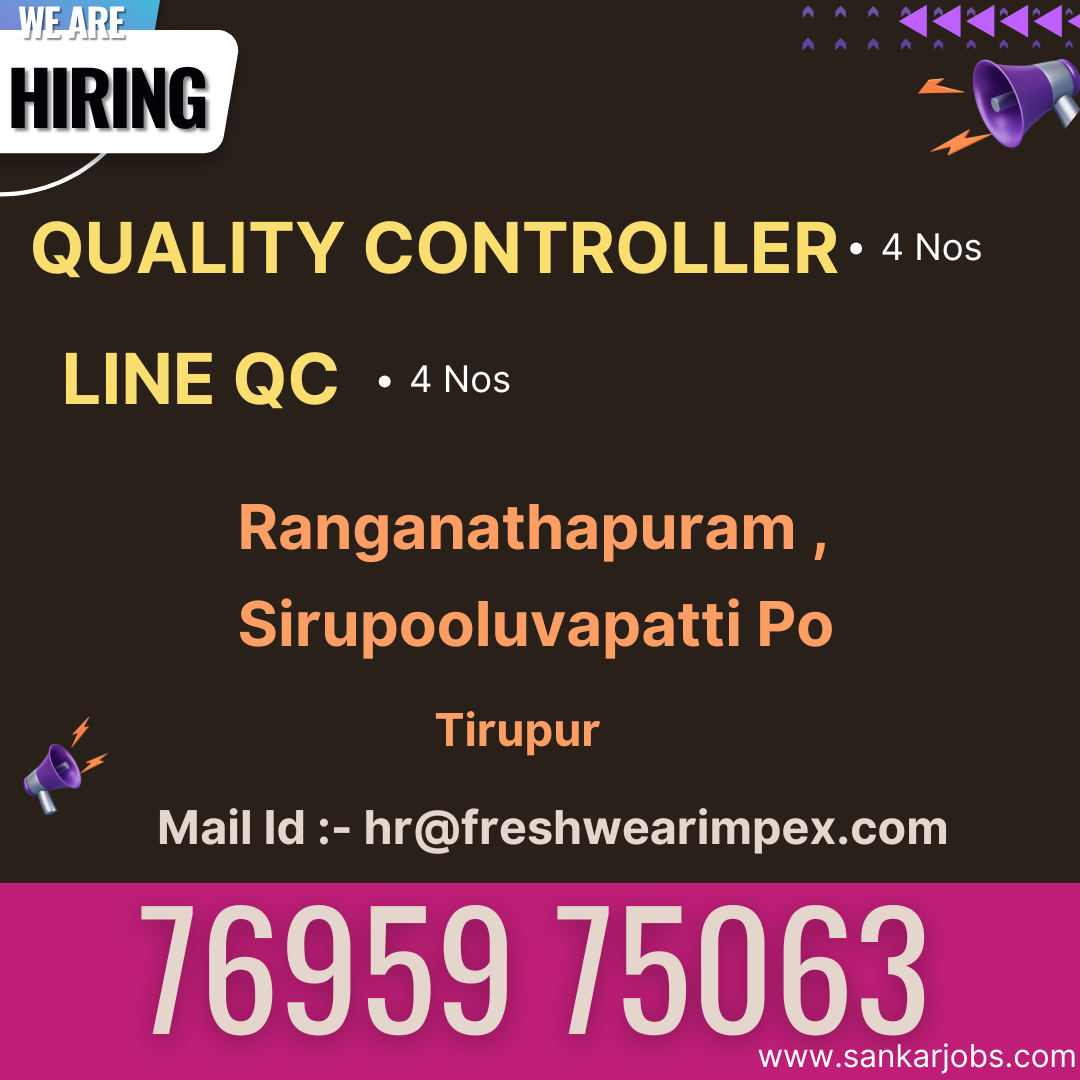 WE ARE
HIRING
QUALITY CONTROLLER • 4 Nos
LINE QC • 4 Nos
Ranganathapuram ,
Sirupooluvapatti Po
Tirupur
Mail Id :- hr@freshwearimpex.com
76959 75063
www.sankarjobs.com